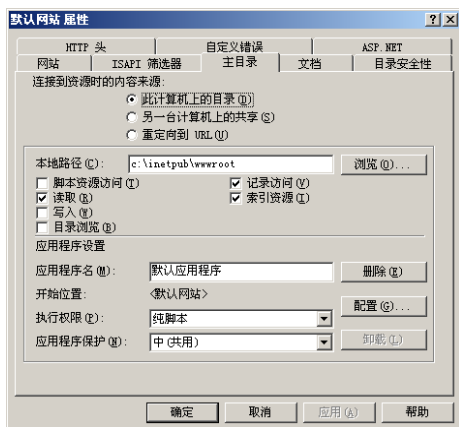 默认网站 属性
HTTP 头 自定义错误 ASP.NET
网站 ISAPI 筛选器 主目录 文档 目录安全性
连接到资源时的内容来源:
此计算机上的目录(D)
另一台计算机上的共享(S)
重定向到 URL(U)
本地路径(C): c:\inetpub\wwwroot 浏览(O)...
脚本资源访问(T) 记录访问(V)
读取(R) 索引资源(I)
写入(W)
目录浏览(B)
应用程序设置
应用程序名(M): 默认应用程序 删除(E)
开始位置: <默认网站>
配置(G)...
执行权限(P): 纯脚本
应用程序保护(N): 中(共用) 卸载(L)
确定 取消 应用(A) 帮助